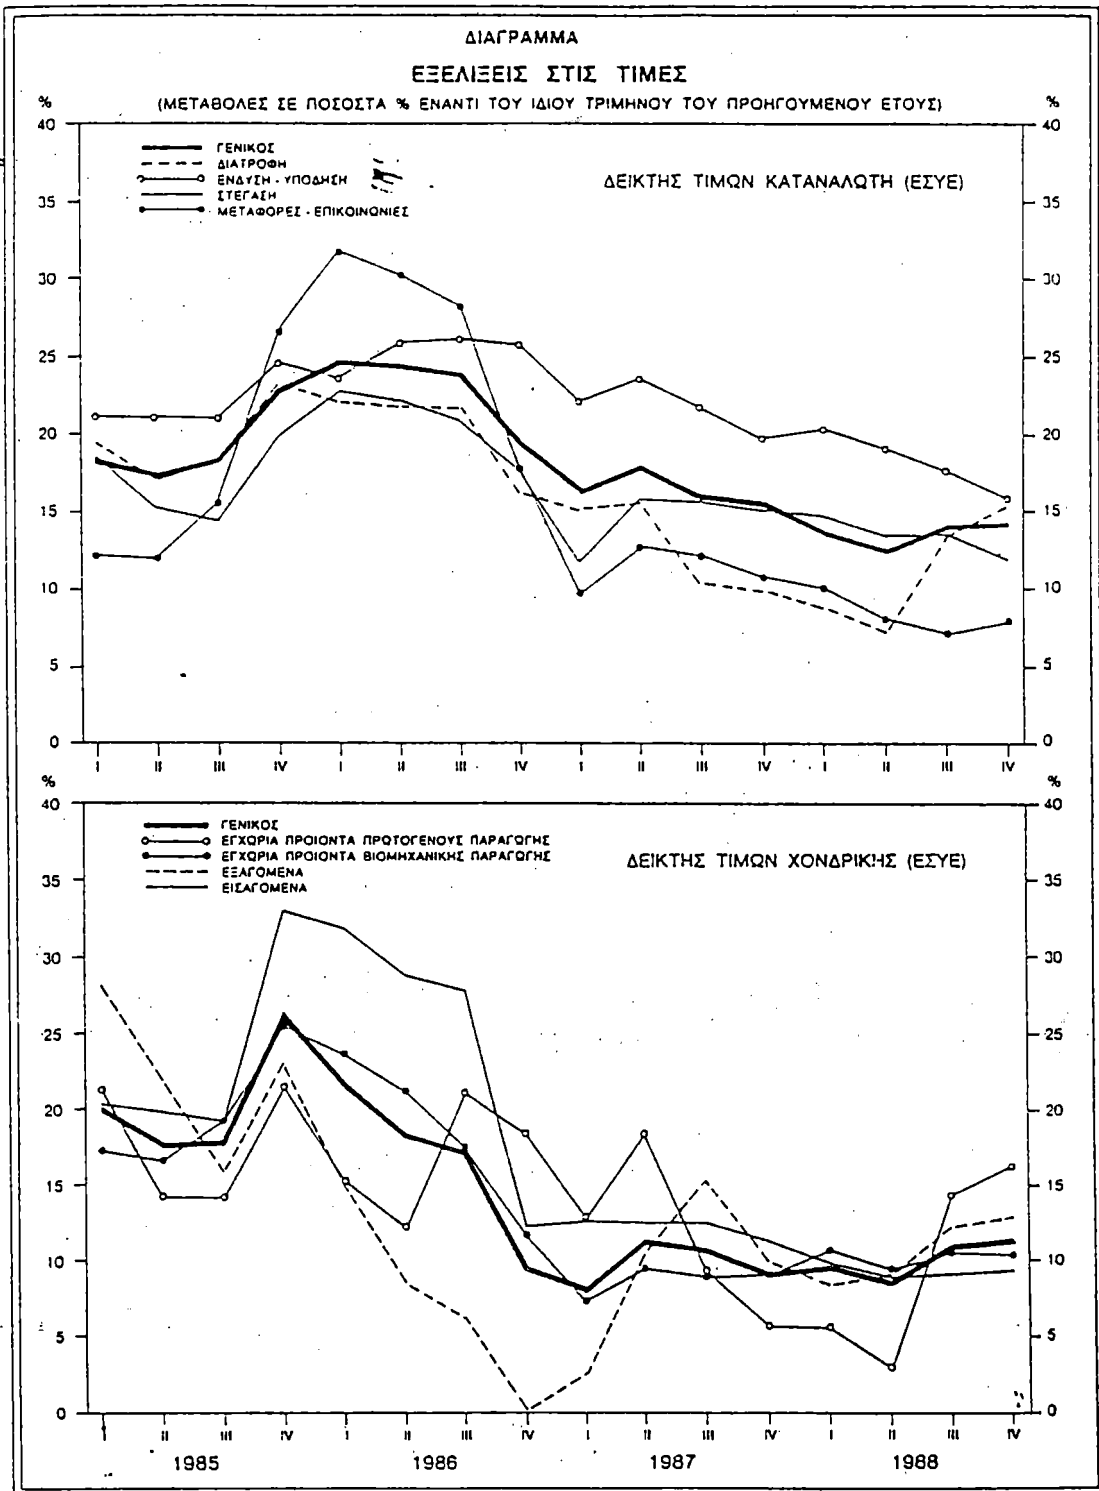 ΔΙΑΓΡΑΜΜΑ
ΕΞΕΛΙΞΕΙΣ ΣΤΙΣ ΤΙΜΕΣ
(ΜΕΤΑΒΟΛΕΣ ΣΕ ΠΟΣΟΣΤΑ % ΕΝΑΝΤΙ ΤΟΥ ΙΔΙΟΥ ΤΡΙΜΗΝΟΥ ΤΟΥ ΠΡΟΗΓΟΥΜΕΝΟΥ ΕΤΟΥΣ)
% %
40 40
ΓΕΝΙΚΟΣ
ΔΙΑΤΡΟΦΗ
ΕΝΔΥΣΗ - ΥΠΟΔΗΣΗ
ΔΕΙΚΤΗΣ ΤΙΜΩΝ ΚΑΤΑΝΑΛΩΤΗ (ΕΣΥΕ)
ΣΤΕΓΑΣΗ
35 35
ΜΕΤΑΦΟΡΕΣ - ΕΠΙΚΟΙΝΩΝΙΕΣ
30 30
25 25
20 20
15 15
10 10
5 5
0 0
I II III IV I II III IV I II III IV I II III IV
% %
40 40
ΓΕΝΙΚΟΣ
ΕΓΧΩΡΙΑ ΠΡΟΙΟΝΤΑ ΠΡΩΤΟΓΕΝΟΥΣ ΠΑΡΑΓΩΓΗΣ
ΕΓΧΩΡΙΑ ΠΡΟΙΟΝΤΑ ΒΙΟΜΗΧΑΝΙΚΗΣ ΠΑΡΑΓΩΓΗΣ
ΔΕΙΚΤΗΣ ΤΙΜΩΝ ΧΟΝΔΡΙΚΗΣ (ΕΣΥΕ)
ΕΞΑΓΟΜΕΝΑ
ΕΙΣΑΓΟΜΕΝΑ
35 35
30 30
25 25
20 20
15 15
10 10
5 5
0 0
I II III IV I II III IV I II III IV I II III IV
1985 1986 1987 1988